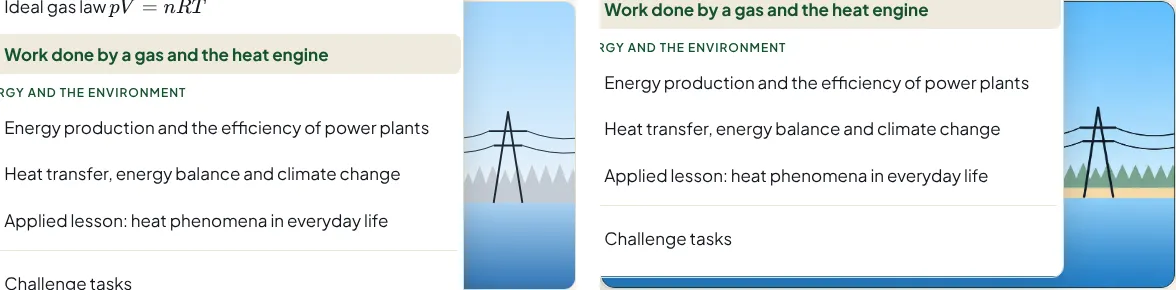 Ideal gas law pV = nRT
Work done by a gas and the heat engine
RGY AND THE ENVIRONMENT
Energy production and the efficiency of power plants
Heat transfer, energy balance and climate change
Applied lesson: heat phenomena in everyday life
Challenge tasks
Work done by a gas and the heat engine
RGY AND THE ENVIRONMENT
Energy production and the efficiency of power plants
Heat transfer, energy balance and climate change
Applied lesson: heat phenomena in everyday life
Challenge tasks